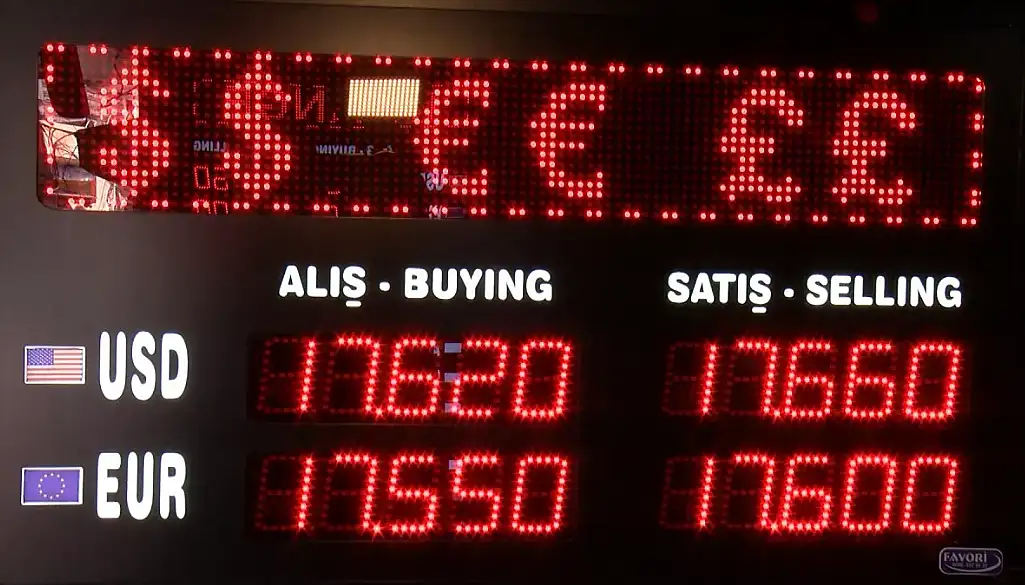 $ $ € € £ £
ALIŞ - BUYING SATIŞ - SELLING
USD 17.620 17.660
EUR 17.550 17.600
FAVORİ